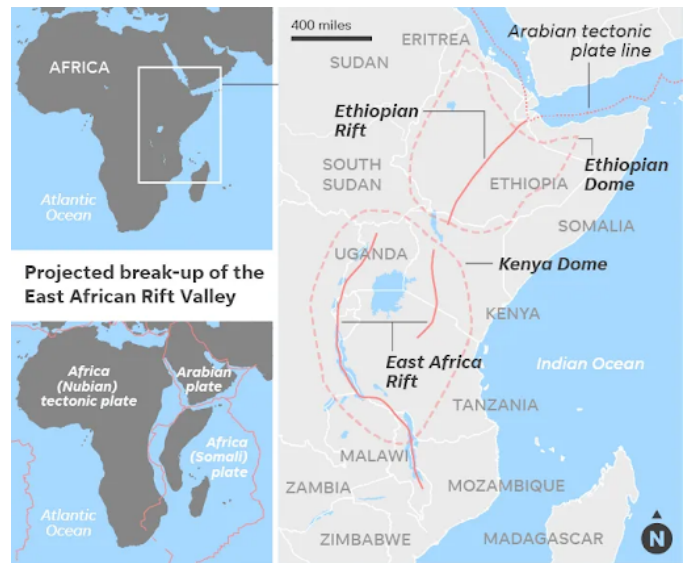 AFRICA
Atlantic
Ocean
Projected break-up of the
East African Rift Valley
Africa
(Nubian)
tectonic plate
Arabian
plate
Africa
(Somali)
plate
Atlantic
Ocean
400 miles
ERITREA
SUDAN
Arabian tectonic
plate line
Ethiopian
Rift
SOUTH
SUDAN
ETHIOPIA
Ethiopian
Dome
SOMALIA
UGANDA
Kenya Dome
KENYA
East Africa
Rift
Indian Ocean
TANZANIA
MALAWI
ZAMBIA
MOZAMBIQUE
ZIMBABWE
MADAGASCAR
N